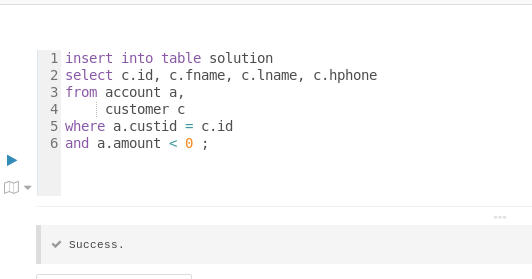 1 insert into table solution
2 select c.id, c.fname, c.lname, c.hphone
3 from account a,
4 customer c
5 where a.custid = c.id
6 and a.amount < 0 ;
Success.